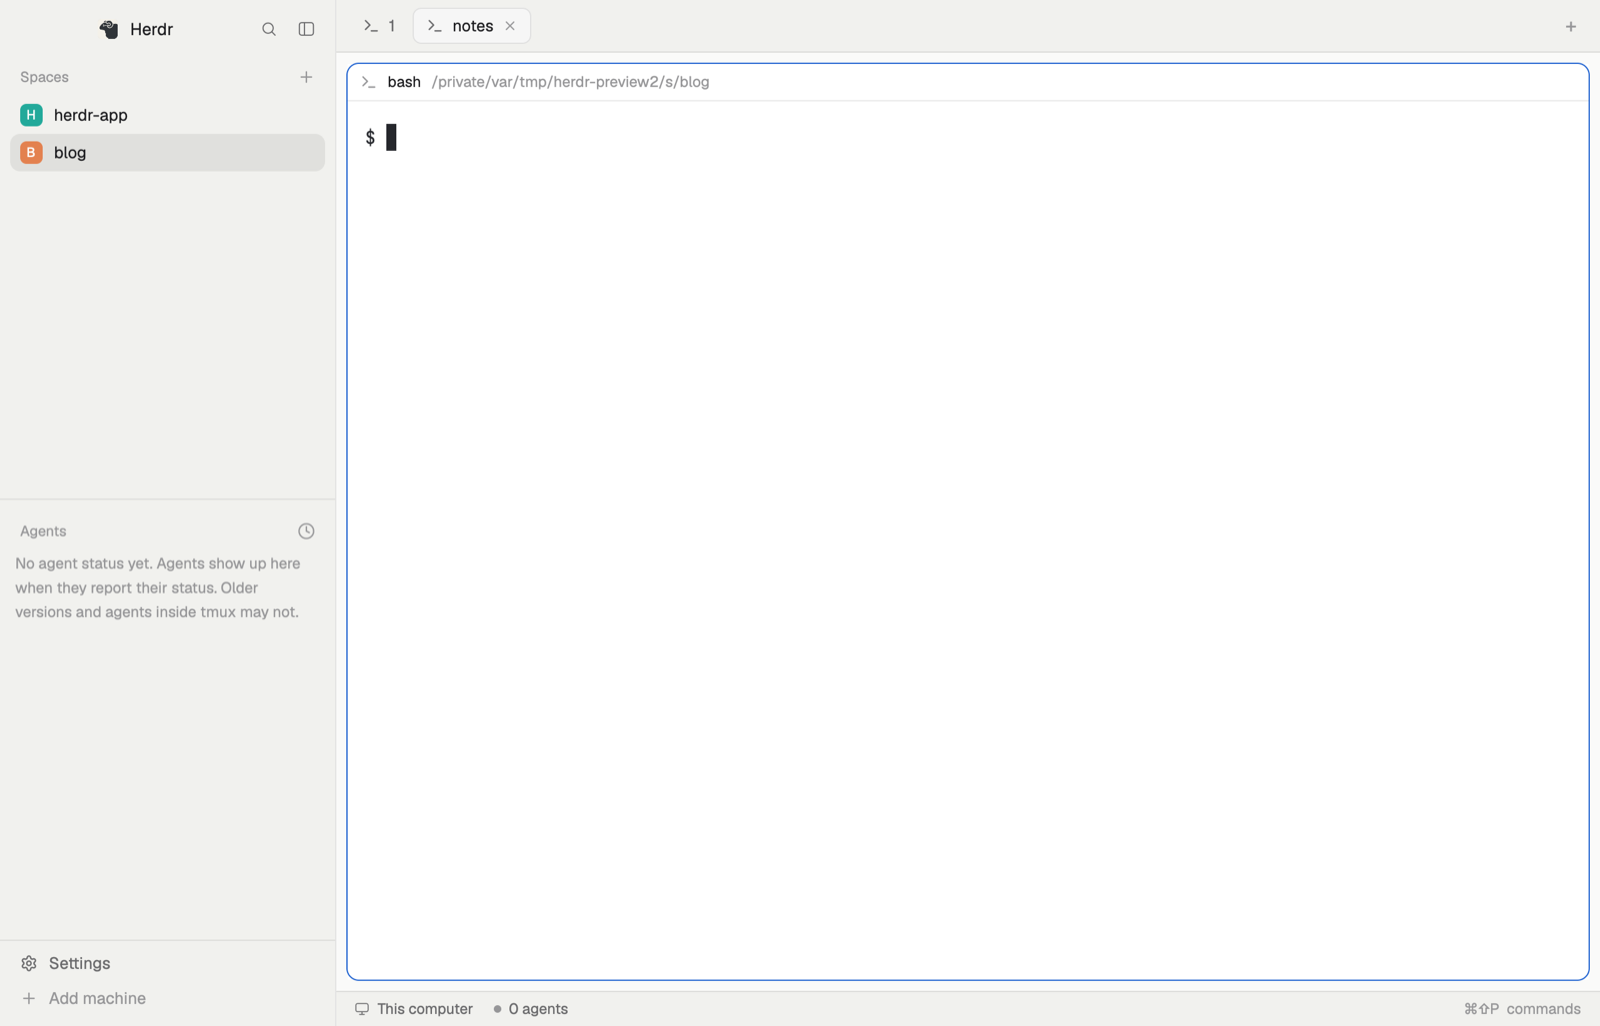 Herdr
Spaces
H herdr-app
B blog
Agents
No agent status yet. Agents show up here
when they report their status. Older
versions and agents inside tmux may not.
Settings
+ Add machine
>_ 1
>_ notes ×
+
>_ bash /private/var/tmp/herdr-preview2/s/blog
$
This computer • 0 agents
⌘⇧P commands